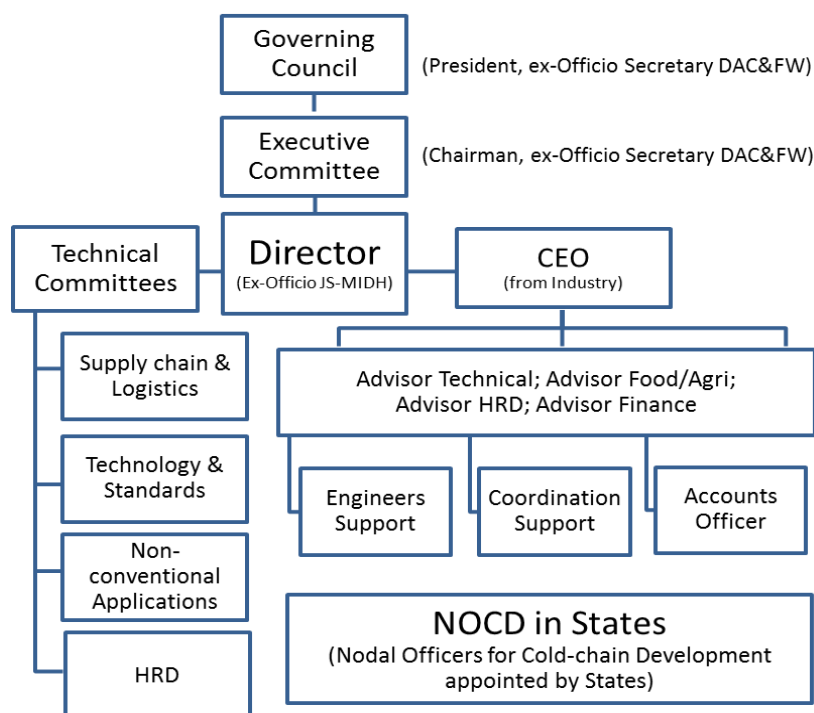 Governing
Council
(President, ex-Officio Secretary DAC&FW)
Executive
Committee
(Chairman, ex-Officio Secretary DAC&FW)
Technical
Committees
Director
(Ex-Officio JS-MIDH)
CEO
(from Industry)
Supply chain &
Logistics
Technology &
Standards
Non-
conventional
Applications
HRD
Advisor Technical; Advisor Food/Agri;
Advisor HRD; Advisor Finance
Engineers
Support
Coordination
Support
Accounts
Officer
NOCD in States
(Nodal Officers for Cold-chain Development
appointed by States)